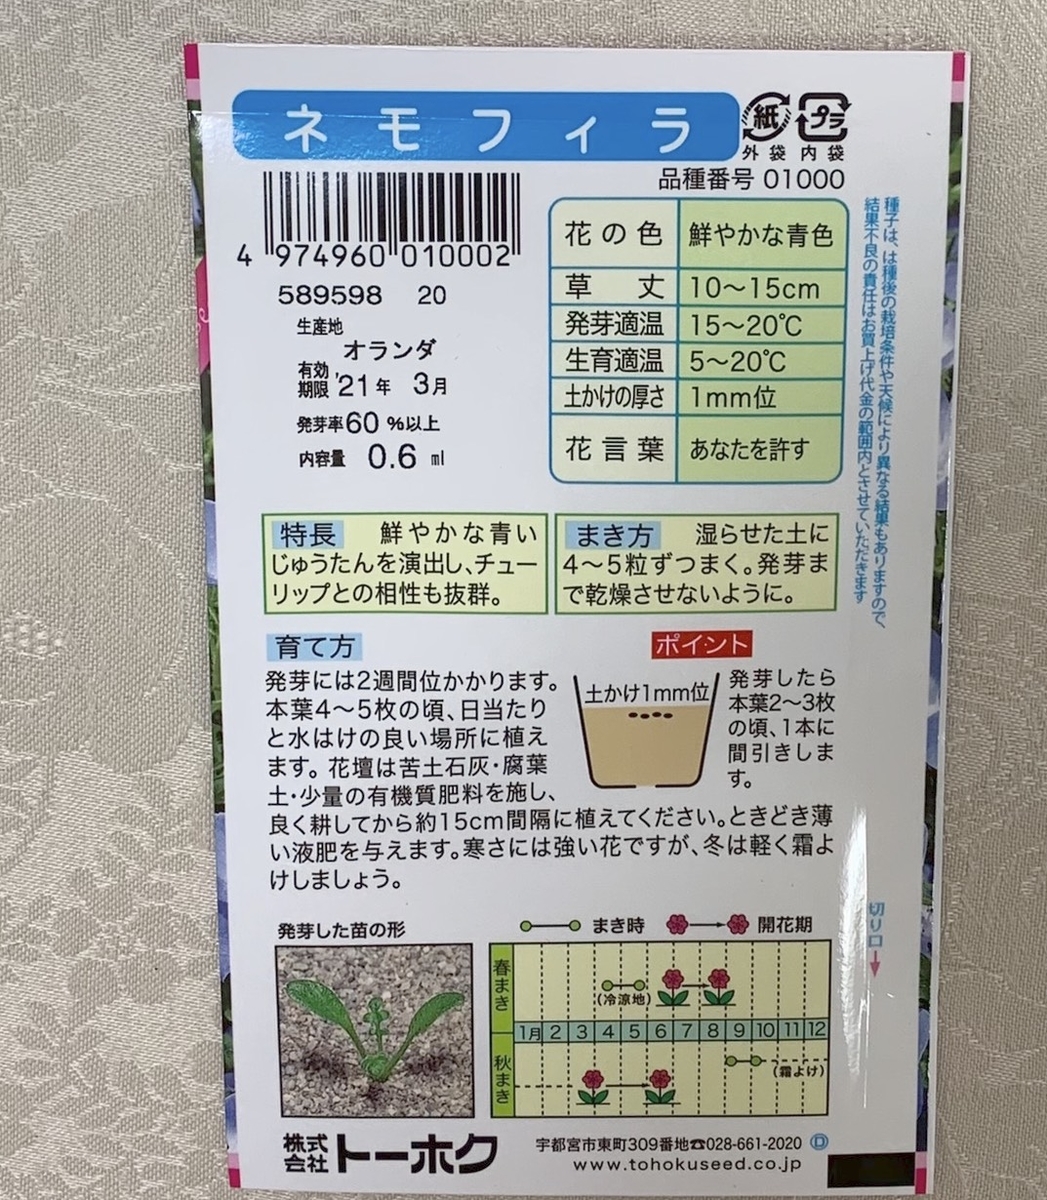 ネモフィラ
紙
プラ
外袋 内袋
品種番号 01000
4 974960 010002
589598 20
生産地
オランダ
有効期限 '21年 3月
発芽率60%以上
内容量 0.6 ml
花の色 鮮やかな青色
草丈 10〜15cm
発芽適温 15〜20℃
生育適温 5〜20℃
土かけの厚さ 1mm位
花言葉 あなたを許す
種子は、は種後の栽培条件や天候により異なる結果もありますので、
結果不良の責任はお買上げ代金の範囲内とさせていただきます
特長 鮮やかな青い
じゅうたんを演出し、チュー
リップとの相性も抜群。
まき方 湿らせた土に
4〜5粒ずつまく。発芽ま
で乾燥させないように。
育て方
発芽には2週間位かかります。
本葉4〜5枚の頃、日当たり
と水はけの良い場所に植え
ます。花壇は苦土石灰・腐葉
土・少量の有機質肥料を施し、
良く耕してから約15cm間隔に植えてください。ときどき薄
い液肥を与えます。寒さには強い花ですが、冬は軽く霜よ
けしましょう。
ポイント
土かけ1mm位
発芽したら
本葉2〜3枚
の頃、1本に
間引きしま
す。
切り口
発芽した苗の形
まき時 開花期
春まき
(冷涼地)
1月 2 3 4 5 6 7 8 9 10 11 12
秋まき
(霜よけ)
株式会社 トーホク
宇都宮市東町309番地☎028-661-2020 Ⓓ
www.tohokuseed.co.jp